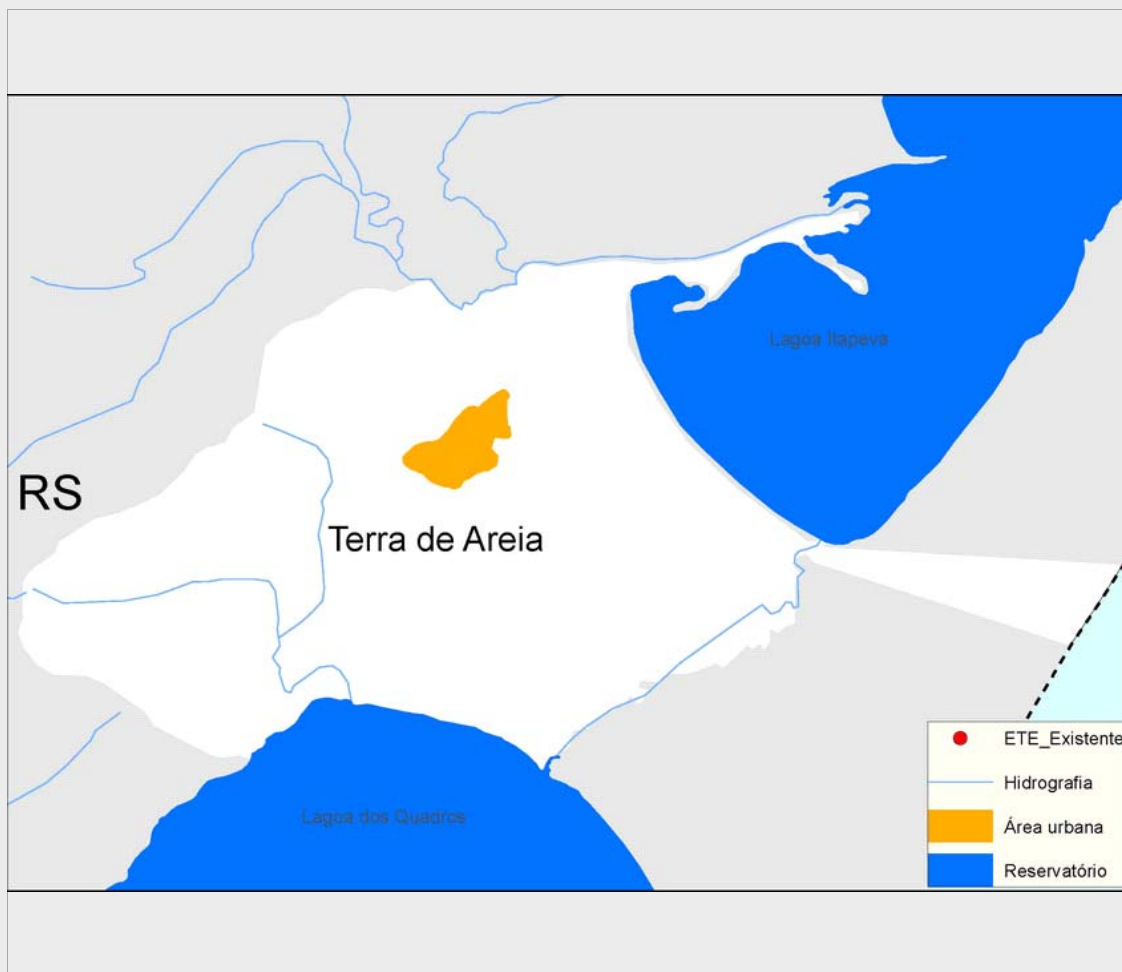 Lagoa Itapeva
RS
Terra de Areia
Lagoa dos Quadros
ETE_Existente
Hidrografia
Área urbana
Reservatório